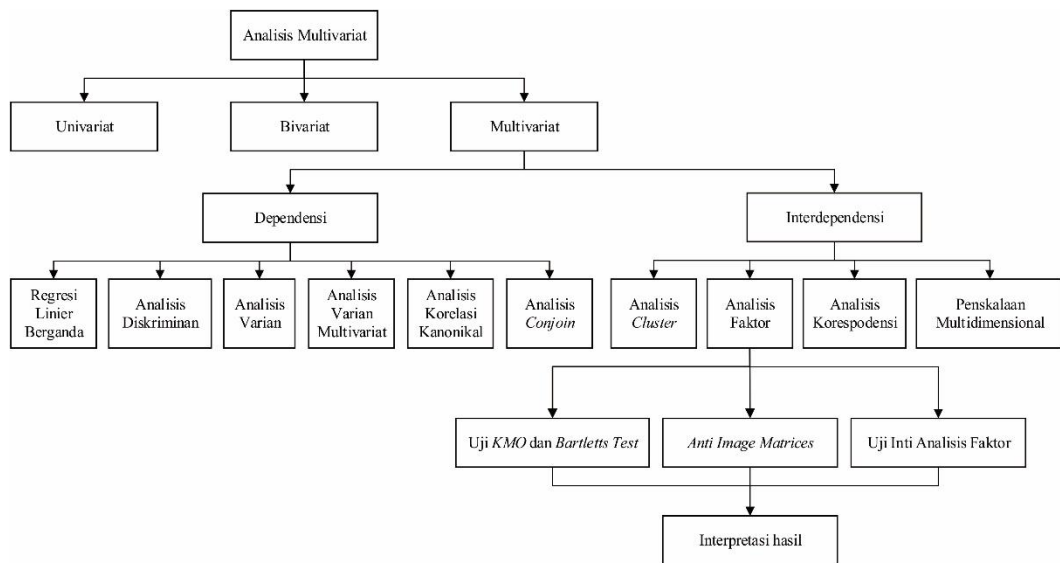 Analisis Multivariat
Univariat
Bivariat
Multivariat
Dependensi
Interdependensi
Regresi
Linier
Berganda
Analisis
Diskriminan
Analisis
Varian
Analisis
Varian
Multivariat
Analisis
Korelasi
Kanonikal
Analisis
Conjoin
Analisis
Cluster
Analisis
Faktor
Analisis
Korespodensi
Penskalaan
Multidimensional
Uji KMO dan Bartletts Test
Anti Image Matrices
Uji Inti Analisis Faktor
Interpretasi hasil